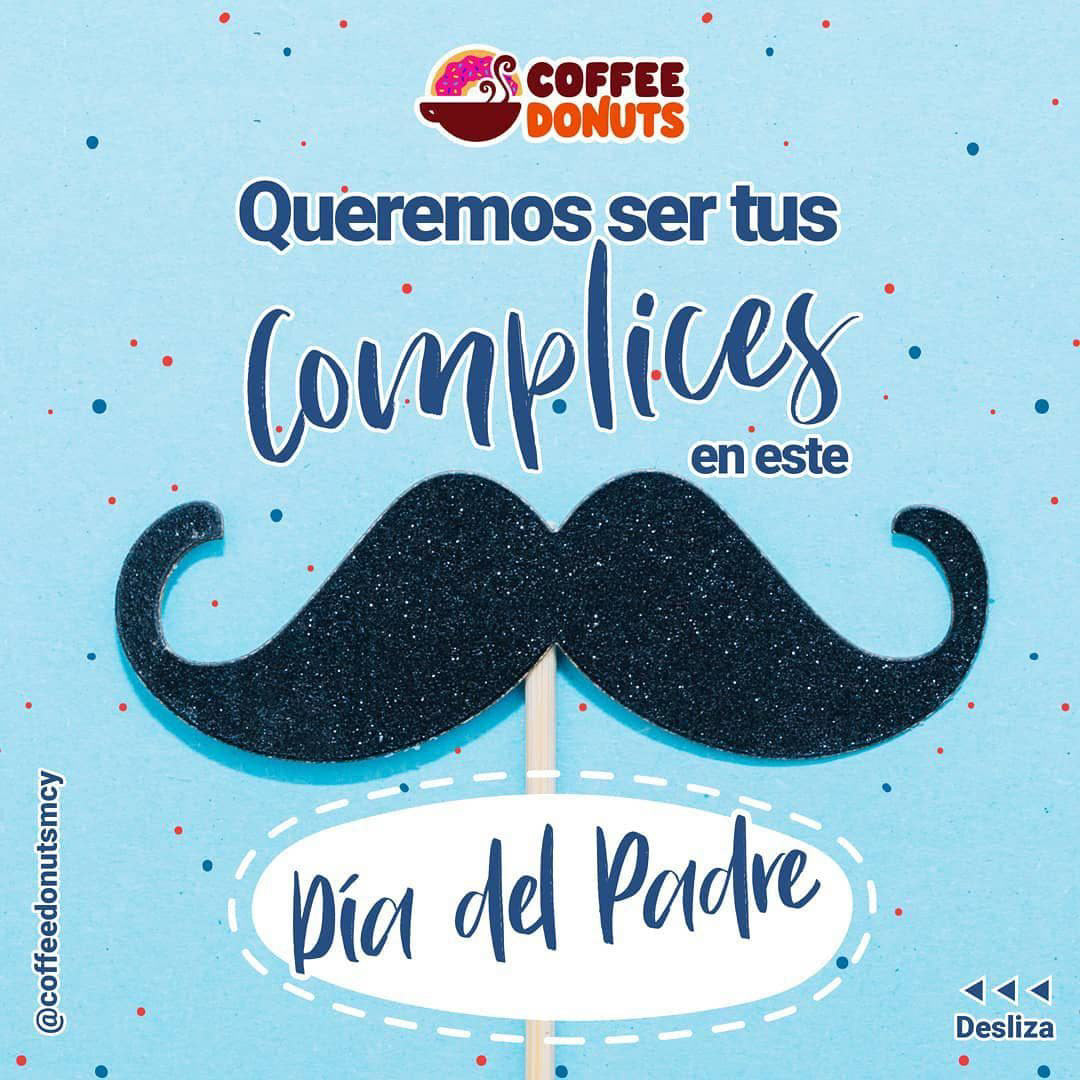 COFFEE
DONUTS
Queremos ser tus
Complices
en este
Día del Padre
@coffeedonutsmcy
Desliza